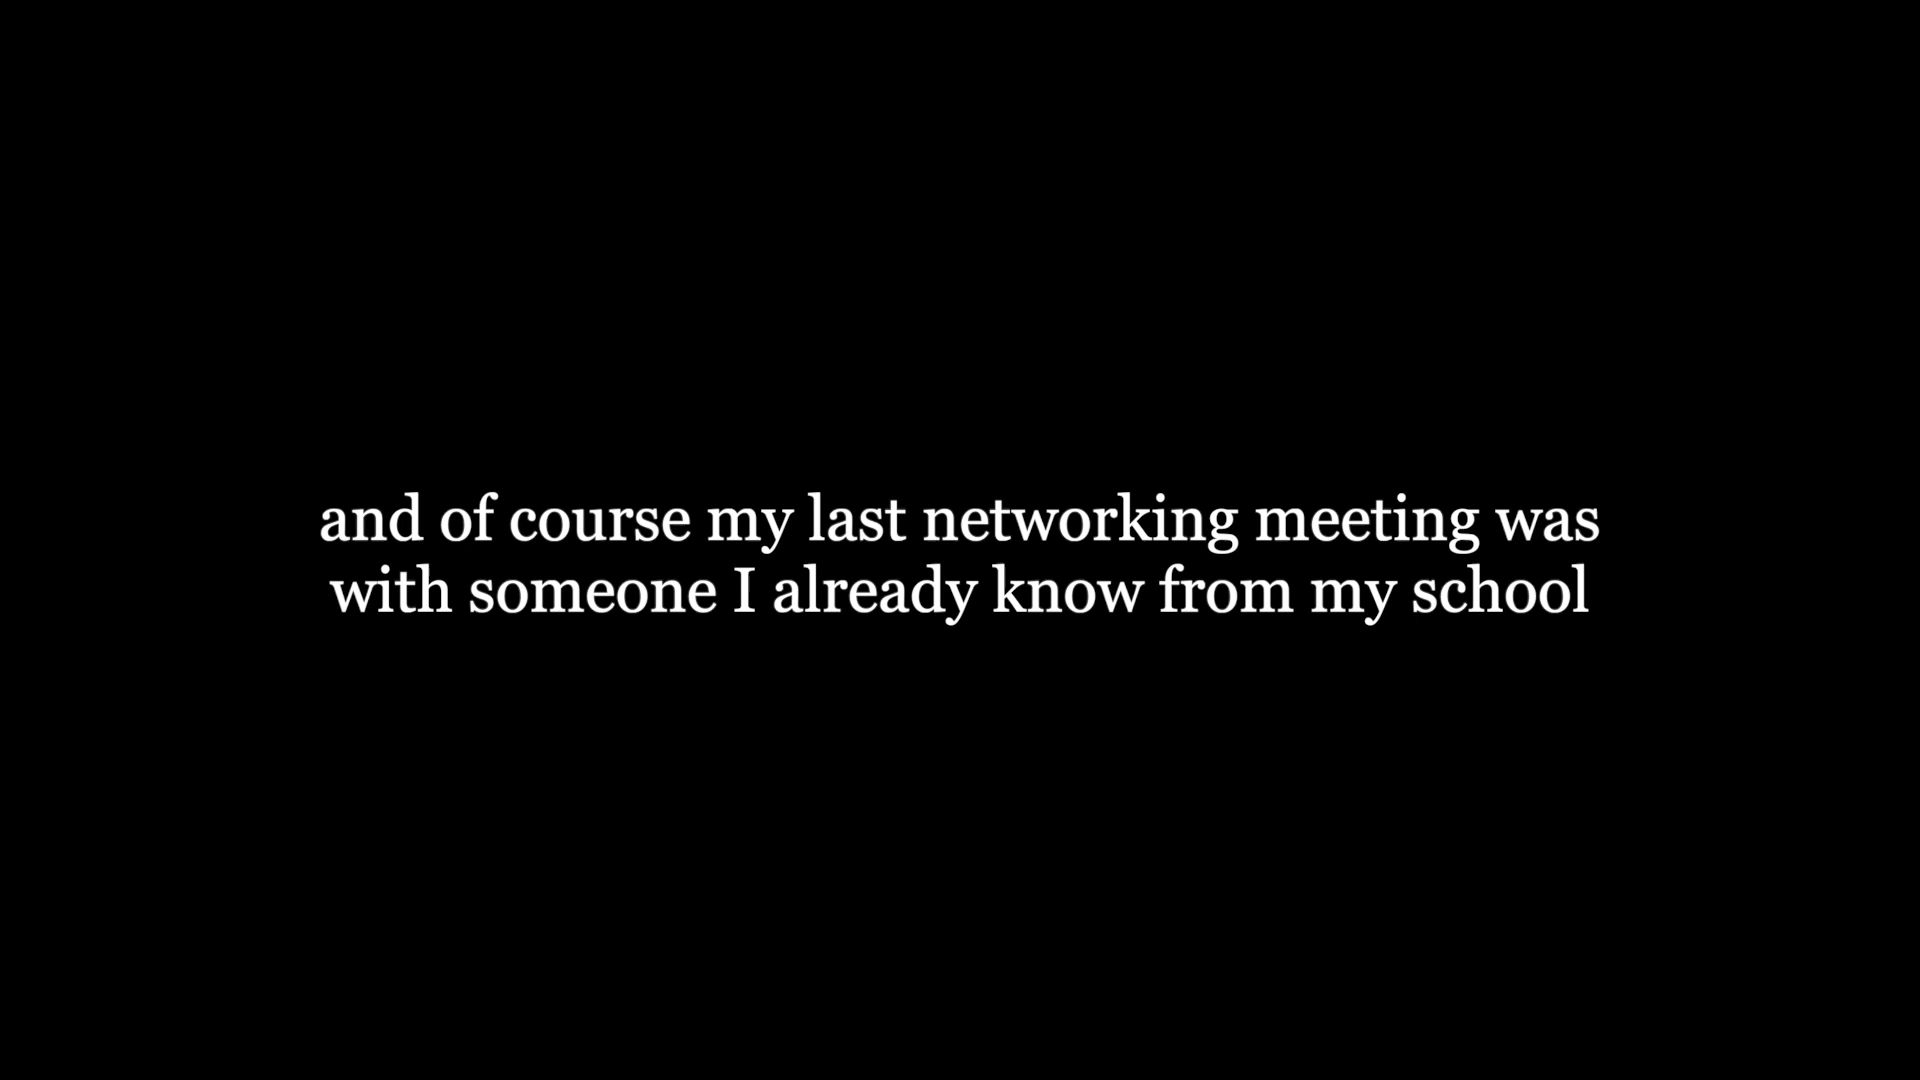 and of course my last networking meeting was
with someone I already know from my school